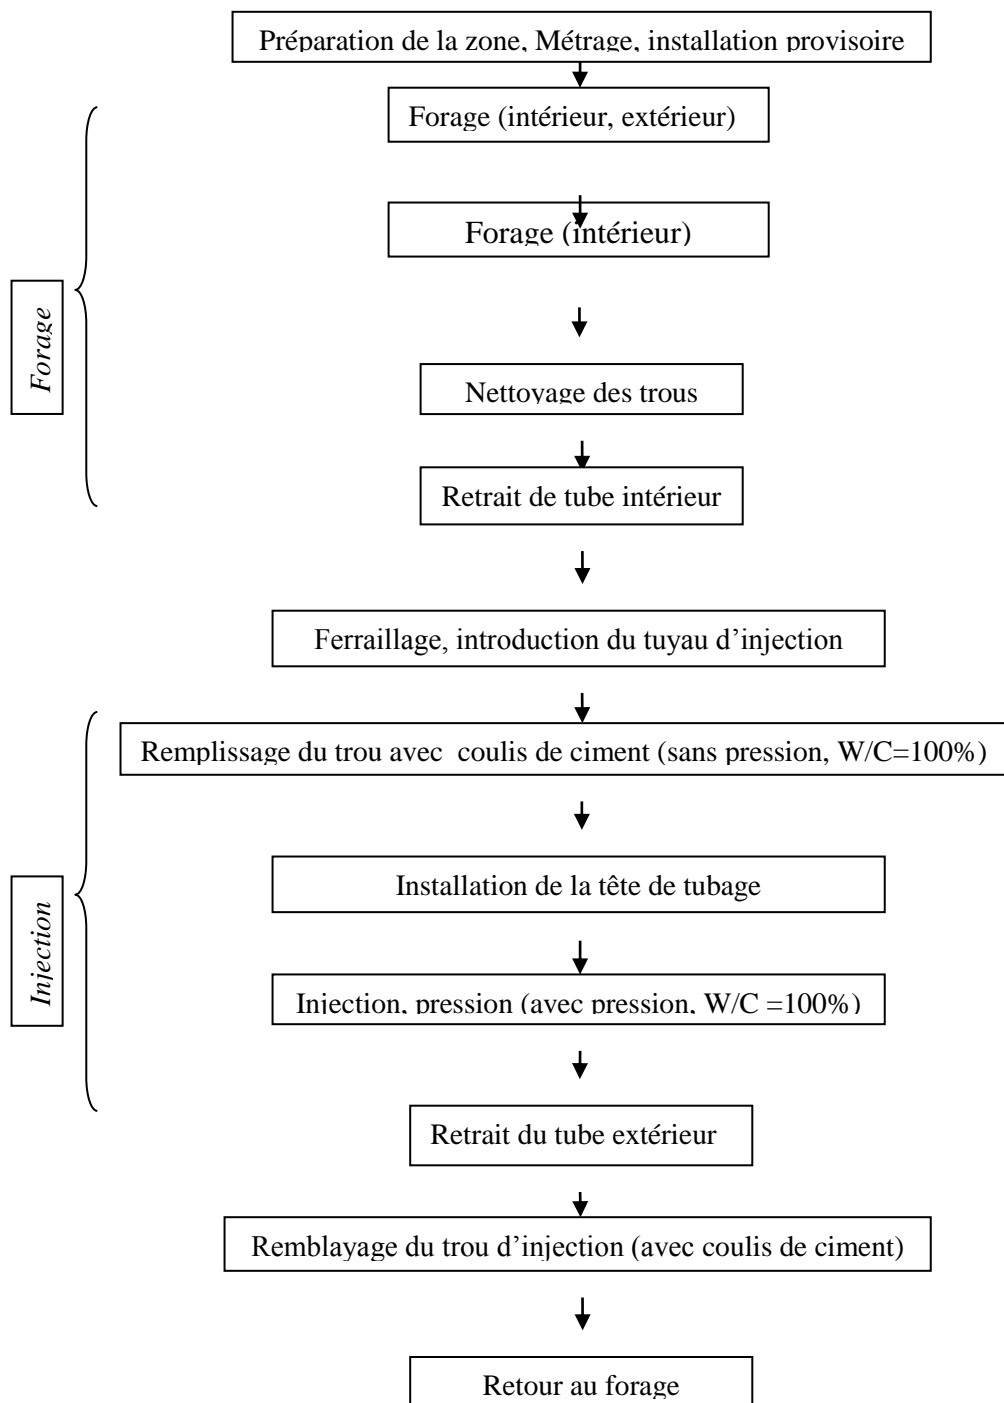 Préparation de la zone, Métrage, installation provisoire
Forage (intérieur, extérieur)
Forage (intérieur)
Forage
Nettoyage des trous
Retrait de tube intérieur
Ferraillage, introduction du tuyau d’injection
Remplissage du trou avec coulis de ciment (sans pression, W/C=100%)
Installation de la tête de tubage
Injection
Injection, pression (avec pression, W/C =100%)
Retrait du tube extérieur
Remblayage du trou d’injection (avec coulis de ciment)
Retour au forage